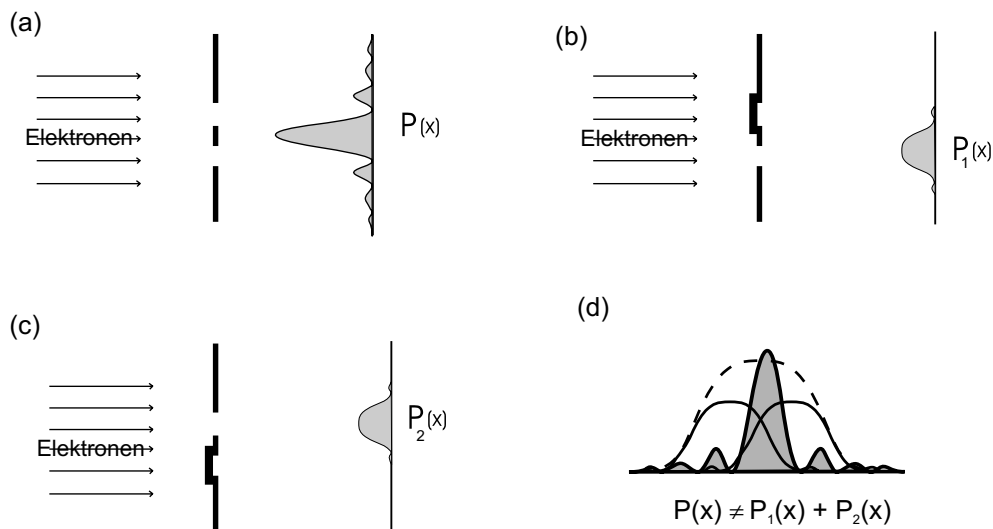 (a)
Elektronen
P(x)
(b)
Elektronen
P₁(x)
(c)
Elektronen
P₂(x)
(d)
P(x) ≠ P₁(x) + P₂(x)